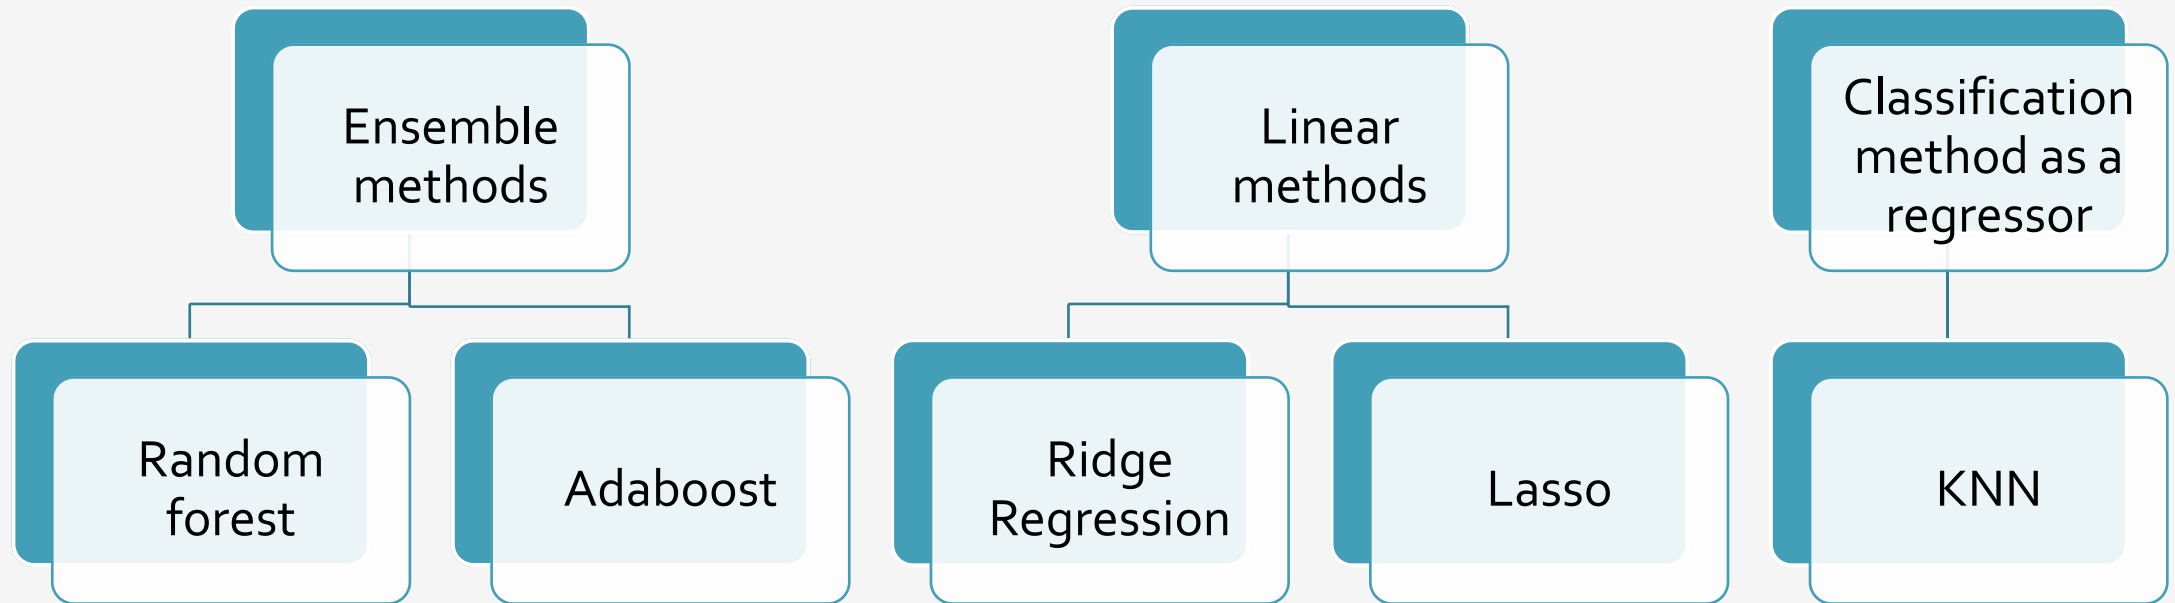 Ensemble
methods
Linear
methods
Classification
method as a
regressor
Random
forest
Adaboost
Ridge
Regression
Lasso
KNN